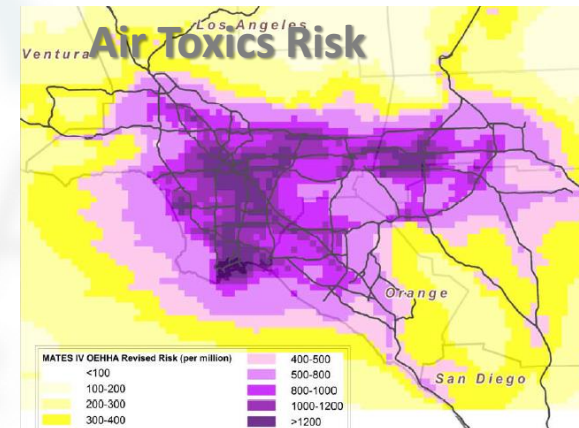 Los Angeles
Air Toxics Risk
Ventura
Orange
San Diego
MATES IV OEHHA Revised Risk (per million)
<100
100-200
200-300
300-400
400-500
500-800
800-1000
1000-1200
>1200